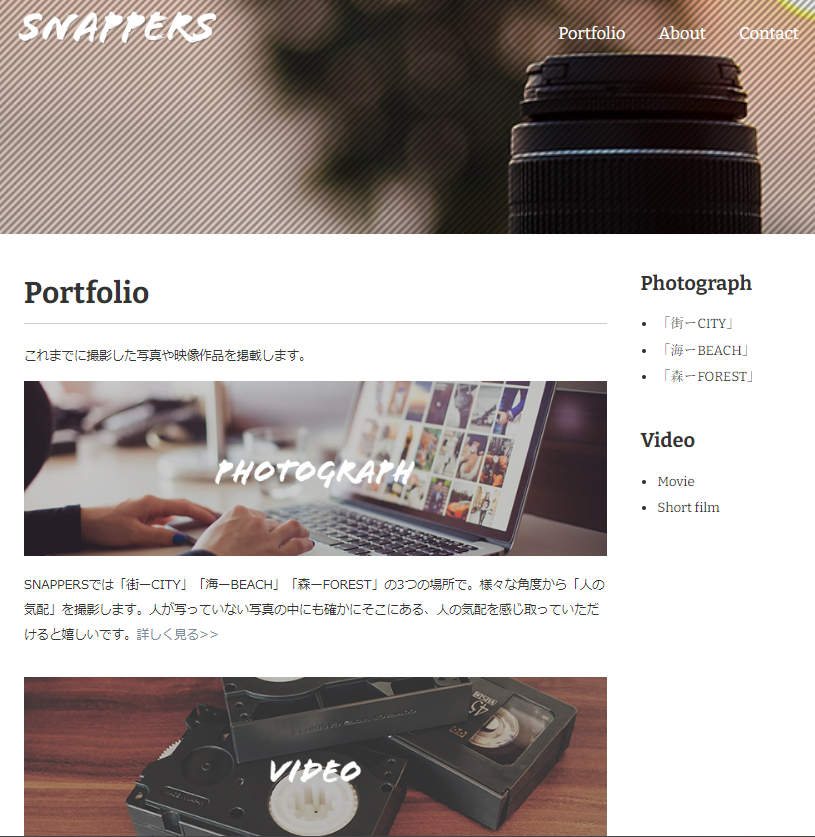 SNAPPERS
Portfolio About Contact
Portfolio
これまでに撮影した写真や映像作品を掲載します。
PHOTOGRAPH
SNAPPERSでは「街ーCITY」「海ーBEACH」「森ーFOREST」の3つの場所で。様々な角度から「人の
気配」を撮影します。人が写っていない写真の中にも確かにそこにある、人の気配を感じ取っていただ
けると嬉しいです。詳しく見る>>
VIDEO
Photograph
「街ーCITY」
「海ーBEACH」
「森ーFOREST」
Video
Movie
Short film